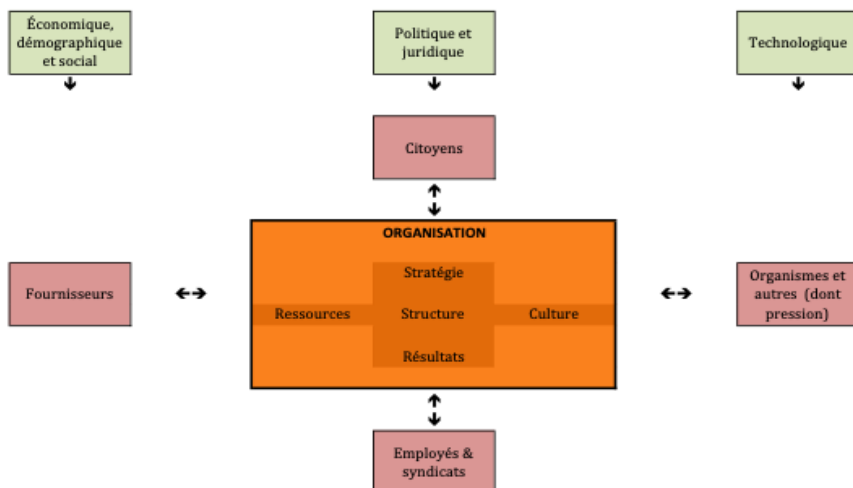 Économique,
démographique
et social
Politique et
juridique
Technologique
Citoyens
ORGANISATION
Stratégie
Fournisseurs
Organismes et
autres (dont
pression)
Ressources
Structure
Culture
Résultats
Employés &
syndicats